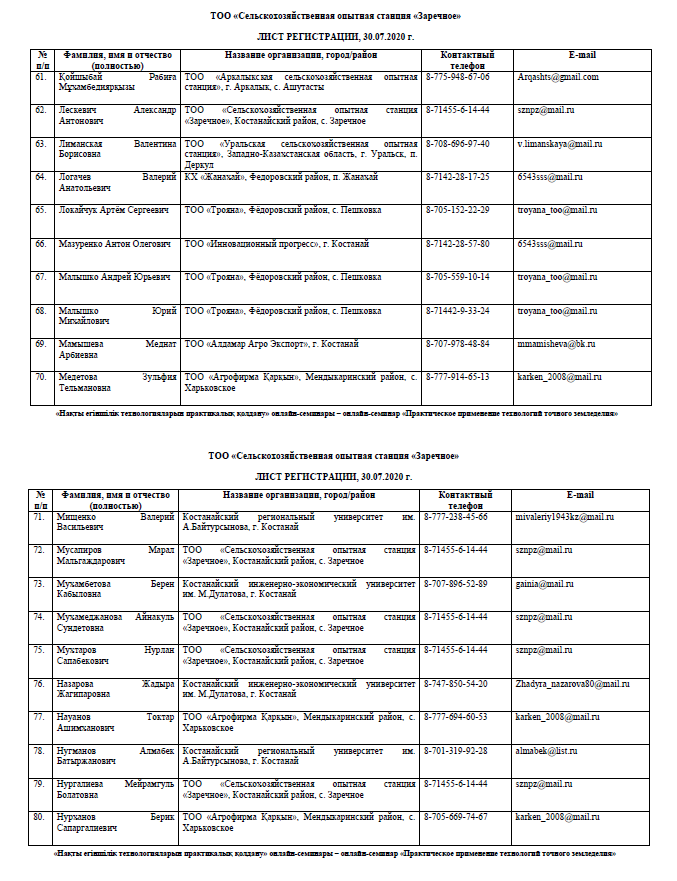 ТОО «Сельскохозяйственная опытная станция «Заречное»
ЛИСТ РЕГИСТРАЦИИ, 30.07.2020 г.
№ п/п Фамилия, имя и отчество (полностью) Название организации, город/район Контактный телефон E-mail
61. Қойшыбай Рабиға Мұхамбедияркызы ТОО «Аркалыкская сельскохозяйственная опытная станция», г. Аркалык, с. Ашутасты 8-775-948-67-06 Arqashts@gmail.com
62. Лескевич Александр Антонович ТОО «Сельскохозяйственная опытная станция «Заречное», Костанайский район, с. Заречное 8-71455-6-14-44 sznpz@mail.ru
63. Лиманская Валентина Борисовна ТОО «Уральская сельскохозяйственная опытная станция», Западно-Казахстанская область, г. Уральск, п. Деркул 8-708-696-97-40 v.limanskaya@mail.ru
64. Логачев Валерий Анатольевич КХ «Жанахай», Федоровский район, п. Жанахай 8-7142-28-17-25 6543sss@mail.ru
65. Локайчук Артём Сергеевич ТОО «Трояна», Фёдоровский район, с. Пешковка 8-705-152-22-29 troyana_too@mail.ru
66. Мазуренко Антон Олегович ТОО «Инновационный прогресс», г. Костанай 8-7142-28-57-80 6543sss@mail.ru
67. Малышко Андрей Юрьевич ТОО «Трояна», Фёдоровский район, с. Пешковка 8-705-559-10-14 troyana_too@mail.ru
68. Малышко Юрий Михайлович ТОО «Трояна», Фёдоровский район, с. Пешковка 8-71442-9-33-24 troyana_too@mail.ru
69. Мамышева Меднат Арбиевна ТОО «Алдамар Агро Экспорт», г. Костанай 8-707-978-48-84 mmamisheva@bk.ru
70. Медетова Зульфия Тельмановна ТОО «Агрофирма Қарқын», Мендыкаринский район, с. Харьковское 8-777-914-65-13 karken_2008@mail.ru
«Нақты егіншілік технологияларын практикалық қолдану» онлайн-семинары – онлайн-семинар «Практическое применение технологий точного земледелия»
ТОО «Сельскохозяйственная опытная станция «Заречное»
ЛИСТ РЕГИСТРАЦИИ, 30.07.2020 г.
№ п/п Фамилия, имя и отчество (полностью) Название организации, город/район Контактный телефон E-mail
71. Мищенко Валерий Васильевич Костанайский региональный университет им. А.Байтурсынова, г. Костанай 8-777-238-45-66 mivaleriy1943kz@mail.ru
72. Мусапиров Марал Мальгаждарович ТОО «Сельскохозяйственная опытная станция «Заречное», Костанайский район, с. Заречное 8-71455-6-14-44 sznpz@mail.ru
73. Мухамбетова Берен Кабыловна Костанайский инженерно-экономический университет им. М.Дулатова, г. Костанай 8-707-896-52-89 gainia@mail.ru
74. Мухамеджанова Айнакуль Сундетовна ТОО «Сельскохозяйственная опытная станция «Заречное», Костанайский район, с. Заречное 8-71455-6-14-44 sznpz@mail.ru
75. Мухтаров Нурлан Сапабекович ТОО «Сельскохозяйственная опытная станция «Заречное», Костанайский район, с. Заречное 8-71455-6-14-44 sznpz@mail.ru
76. Назарова Жадыра Жагипаровна Костанайский инженерно-экономический университет им. М.Дулатова, г. Костанай 8-747-850-54-20 Zhadyra_nazarova80@mail.ru
77. Науанов Токтар Ашимханович ТОО «Агрофирма Қарқын», Мендыкаринский район, с. Харьковское 8-777-694-60-53 karken_2008@mail.ru
78. Нугманов Алмабек Батыржанович Костанайский региональный университет им. А.Байтурсынова, г. Костанай 8-701-319-92-28 almabek@list.ru
79. Нургалиева Мейрамгуль Болатовна ТОО «Сельскохозяйственная опытная станция «Заречное», Костанайский район, с. Заречное 8-71455-6-14-44 sznpz@mail.ru
80. Нурханов Берик Сапаргалиевич ТОО «Агрофирма Қарқын», Мендыкаринский район, с. Харьковское 8-705-669-74-67 karken_2008@mail.ru
«Нақты егіншілік технологияларын практикалық қолдану» онлайн-семинары – онлайн-семинар «Практическое применение технологий точного земледелия»